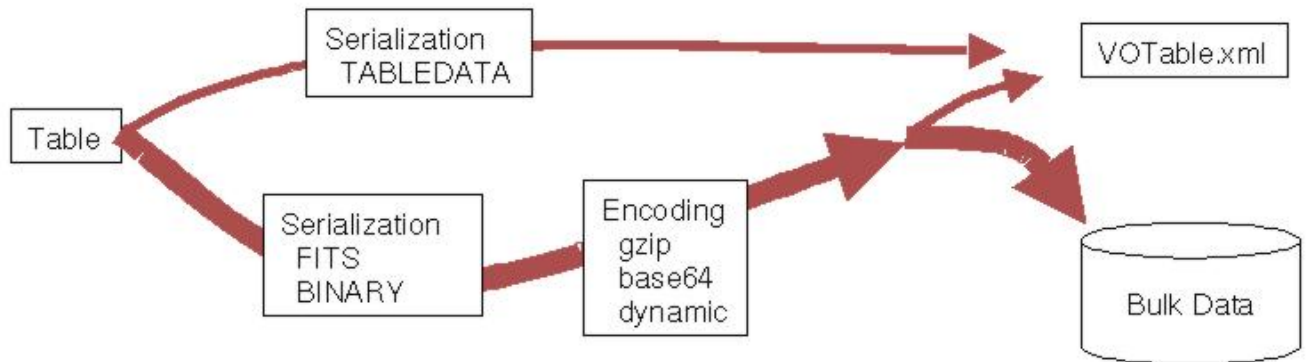 Serialization
TABLEDATA
VOTable.xml
Table
Serialization
FITS
BINARY
Encoding
gzip
base64
dynamic
Bulk Data